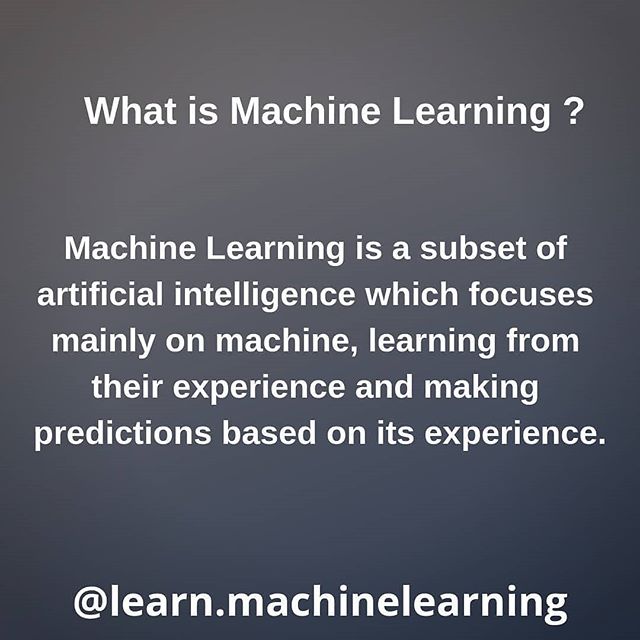 What is Machine Learning ?
Machine Learning is a subset of
artificial intelligence which focuses
mainly on machine, learning from
their experience and making
predictions based on its experience.
@learn.machinelearning